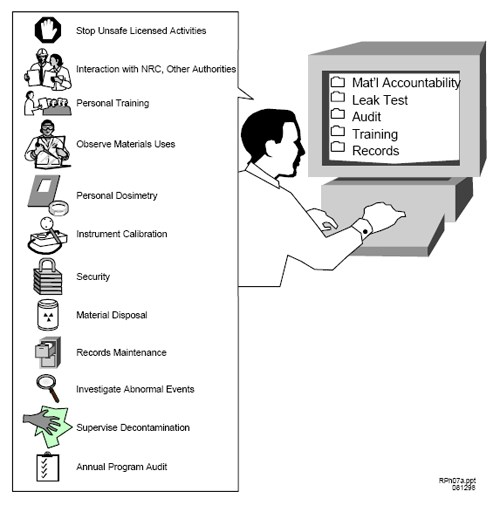 Stop Unsafe Licensed Activities
Interaction with NRC, Other Authorities
Personal Training
Observe Materials Uses
Personal Dosimetry
Instrument Calibration
Security
Material Disposal
Records Maintenance
Investigate Abnormal Events
Supervise Decontamination
Annual Program Audit
Mat'l Accountability
Leak Test
Audit
Training
Records
RPh07a.ppt
081298